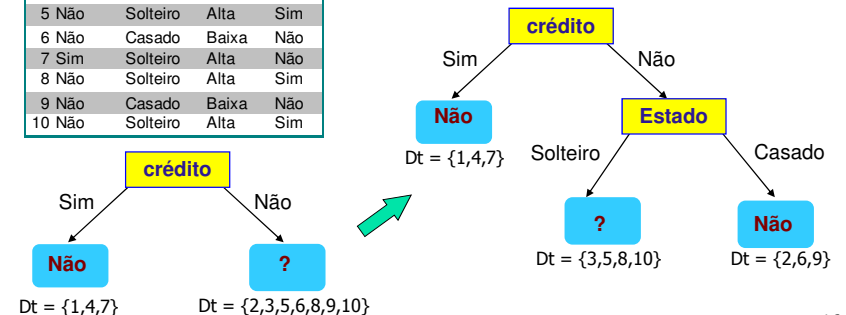 5 Não Solteiro Alta Sim
6 Não Casado Baixa Não
7 Sim Solteiro Alta Não
8 Não Solteiro Alta Sim
9 Não Casado Baixa Não
10 Não Solteiro Alta Sim
crédito
Sim Não
Não ?
Dt = {1,4,7} Dt = {2,3,5,6,8,9,10}
crédito
Sim Não
Não Estado
Dt = {1,4,7} Solteiro Casado
? Não
Dt = {3,5,8,10} Dt = {2,6,9}